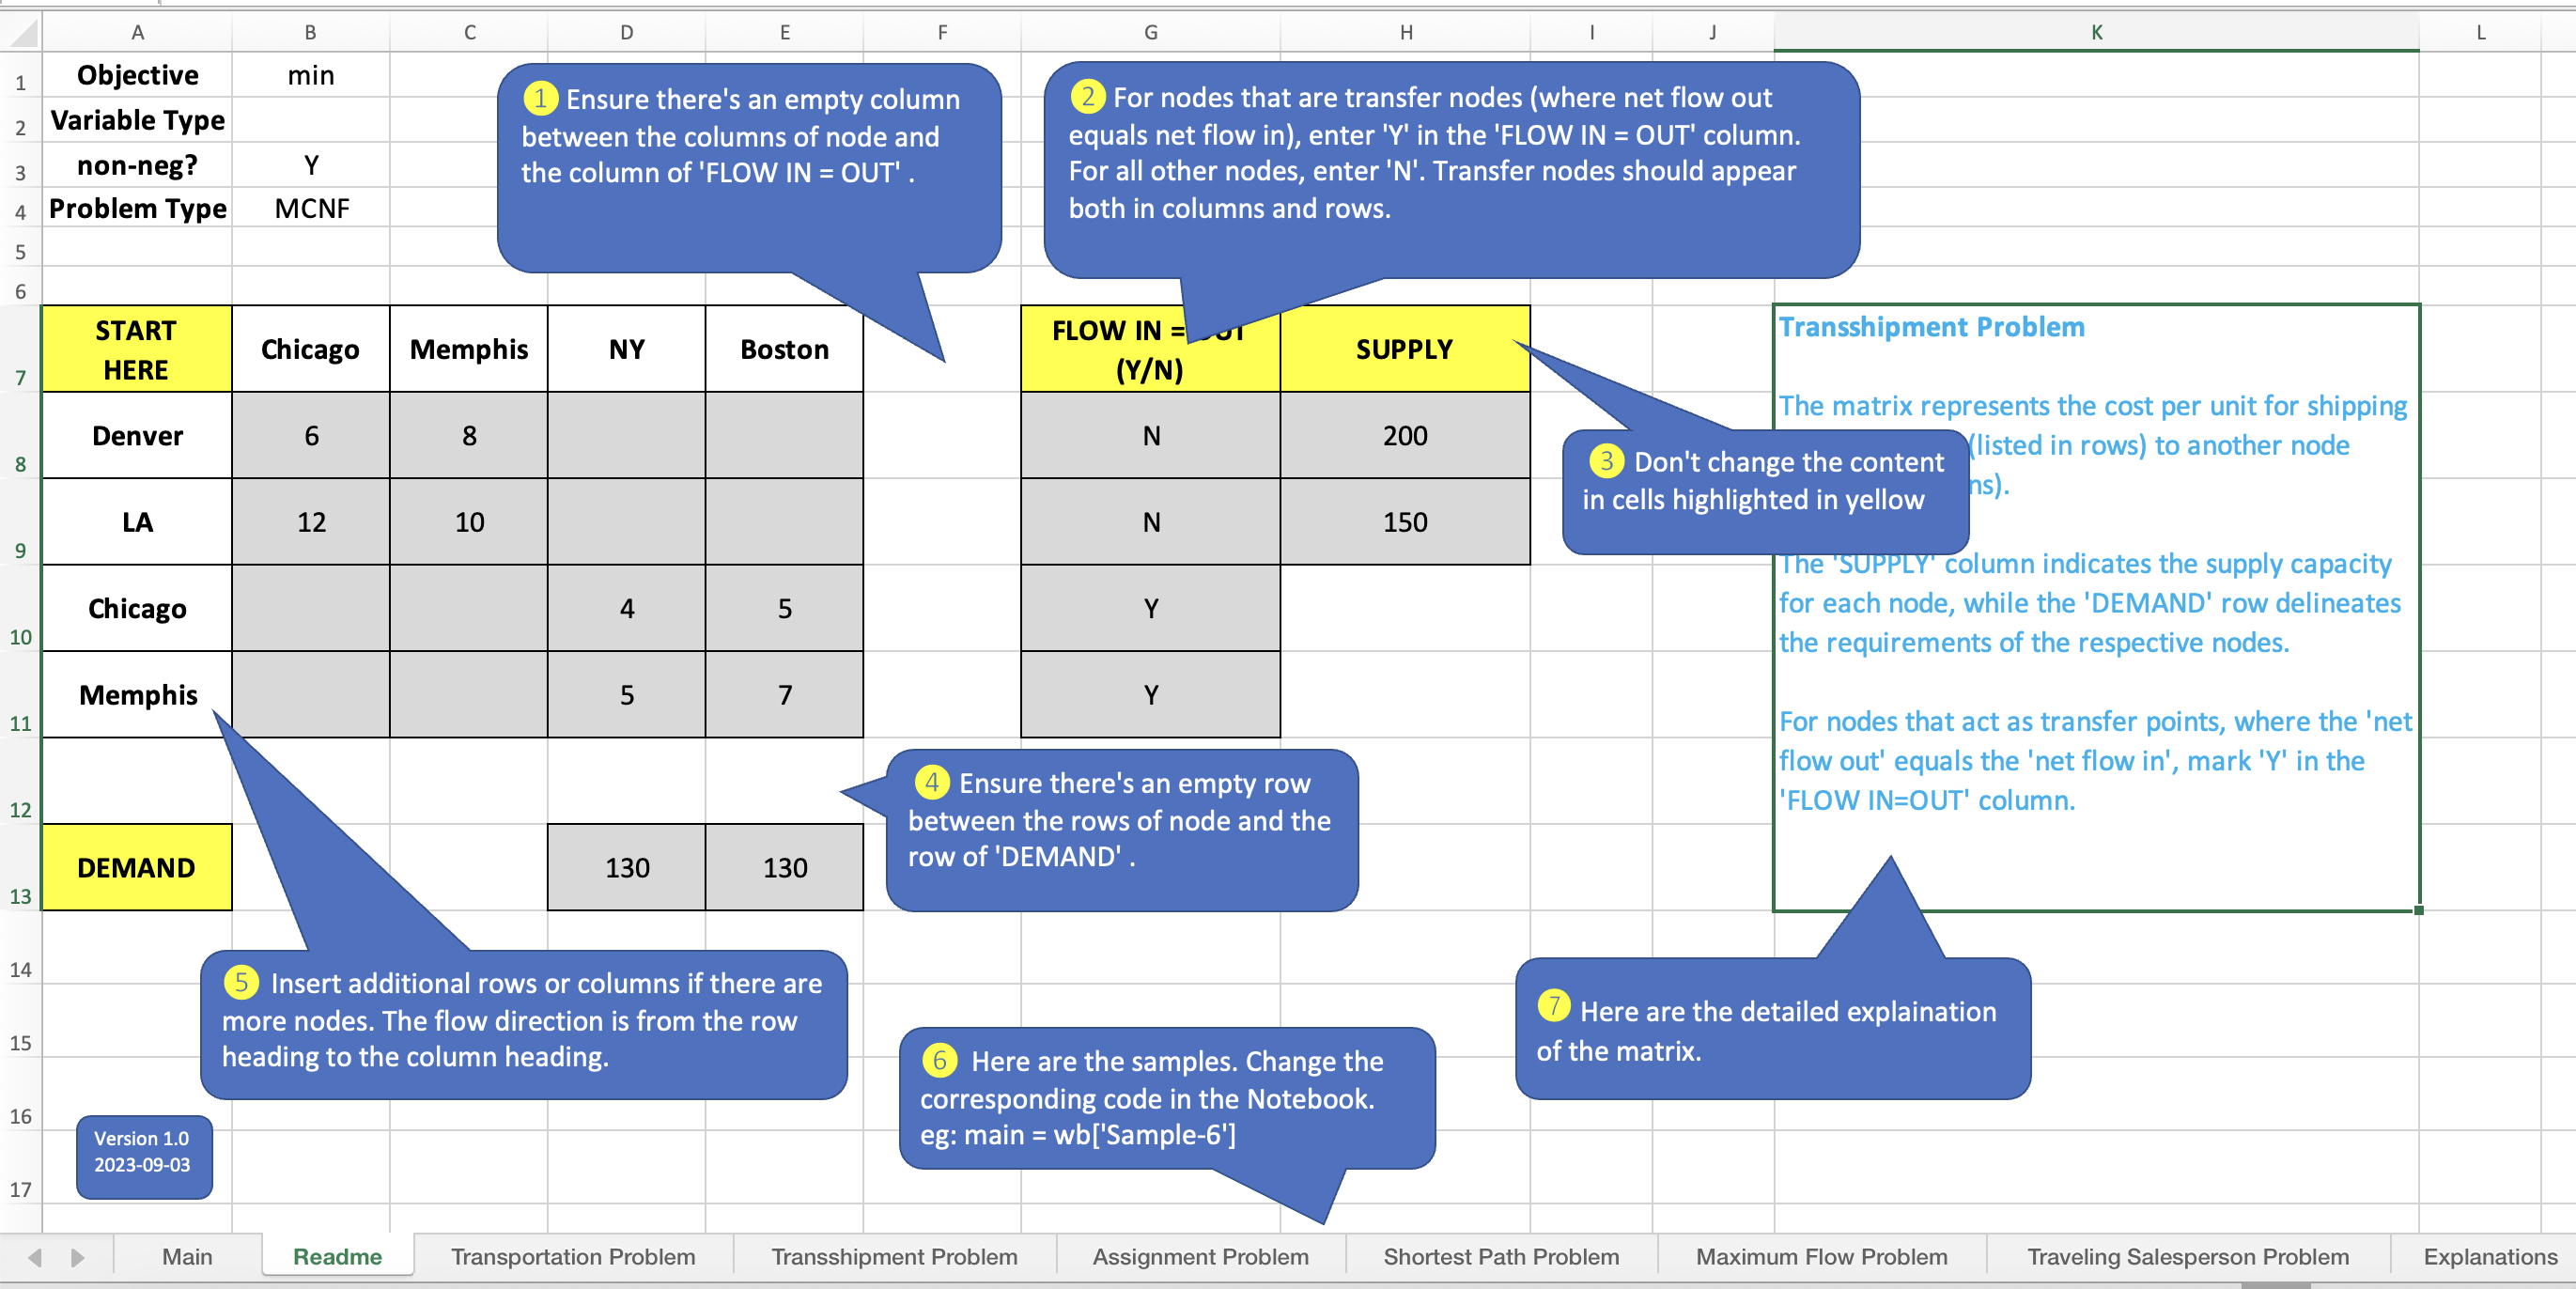 A B C D E F G H I J K L
1 Objective min
2 Variable Type
3 non-neg? Y
4 Problem Type MCNF
5
6
1 Ensure there's an empty column
between the columns of node and
the column of 'FLOW IN = OUT' .
2 For nodes that are transfer nodes (where net flow out
equals net flow in), enter 'Y' in the 'FLOW IN = OUT' column.
For all other nodes, enter 'N'. Transfer nodes should appear
both in columns and rows.
START
HERE
Chicago Memphis NY Boston
FLOW IN =
(Y/N)
SUPPLY
7
8 Denver 6 8 N 200
9 LA 12 10 N 150
10 Chicago 4 5 Y
11 Memphis 5 7 Y
12
13 DEMAND 130 130
3 Don't change the content
in cells highlighted in yellow
Transshipment Problem
The matrix represents the cost per unit for shipping
(listed in rows) to another node
The 'SUPPLY' column indicates the supply capacity
for each node, while the 'DEMAND' row delineates
the requirements of the respective nodes.
For nodes that act as transfer points, where the 'net
flow out' equals the 'net flow in', mark 'Y' in the
'FLOW IN=OUT' column.
4 Ensure there's an empty row
between the rows of node and the
row of 'DEMAND' .
14
15
16
17
5 Insert additional rows or columns if there are
more nodes. The flow direction is from the row
heading to the column heading.
6 Here are the samples. Change the
corresponding code in the Notebook.
eg: main = wb['Sample-6']
7 Here are the detailed explaination
of the matrix.
Version 1.0
2023-09-03
Main Readme Transportation Problem Transshipment Problem Assignment Problem Shortest Path Problem Maximum Flow Problem Traveling Salesperson Problem Explanations